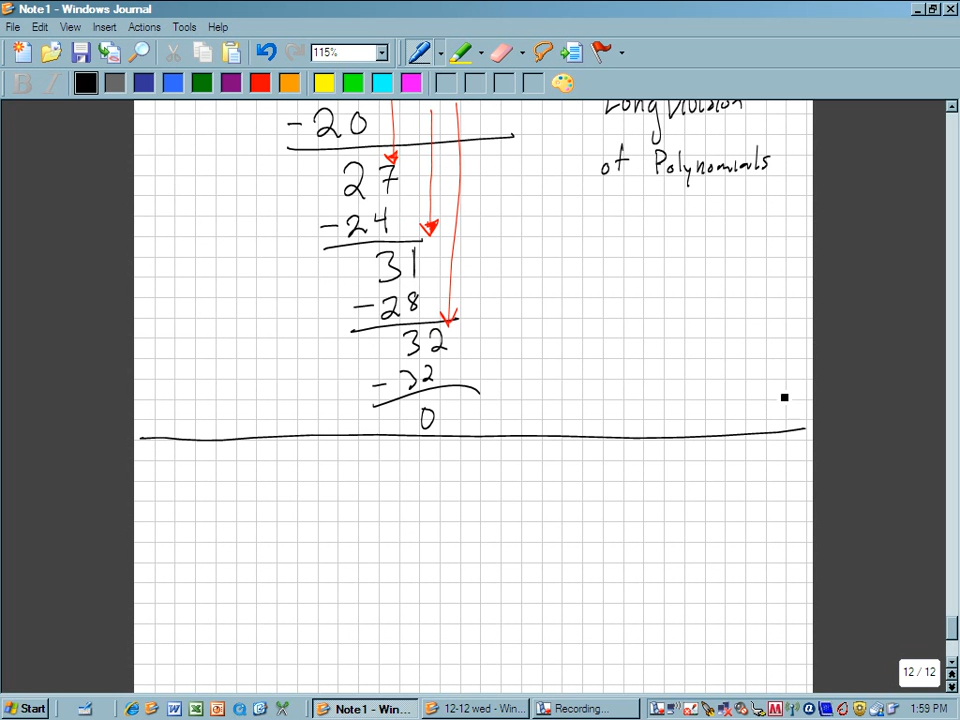 Note1 - Windows Journal
File Edit View Insert Actions Tools Help
115%
B I
Long Division
of Polynomials
-20
27
-24
31
-28
32
-32
0
12 / 12
Start
Note1 - Win...
12-12 wed - Win...
Recording...
1:59 PM